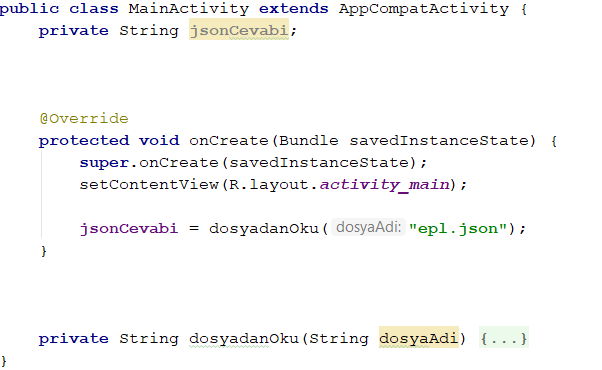 public class MainActivity extends AppCompatActivity {
private String jsonCevabi;
@Override
protected void onCreate(Bundle savedInstanceState) {
super.onCreate(savedInstanceState);
setContentView(R.layout.activity_main);
jsonCevabi = dosyadanOku( dosyaAdi: "epl.json");
}
private String dosyadanOku(String dosyaAdi) {...}
}